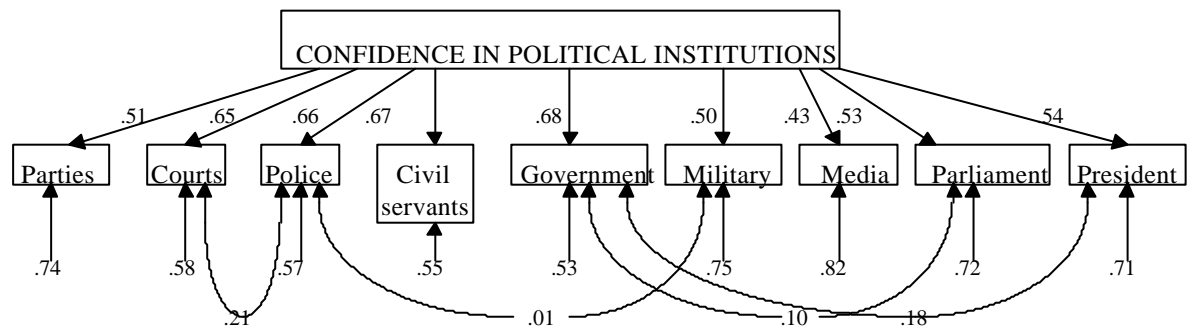 CONFIDENCE IN POLITICAL INSTITUTIONS
.51 .65 .66 .67 .68 .50 .43 .53 .54
Parties Courts Police Civil Government Military Media Parliament President
servants
.74 .58 .57 .55 .53 .75 .82 .72 .71
.21 .01 .10 .18